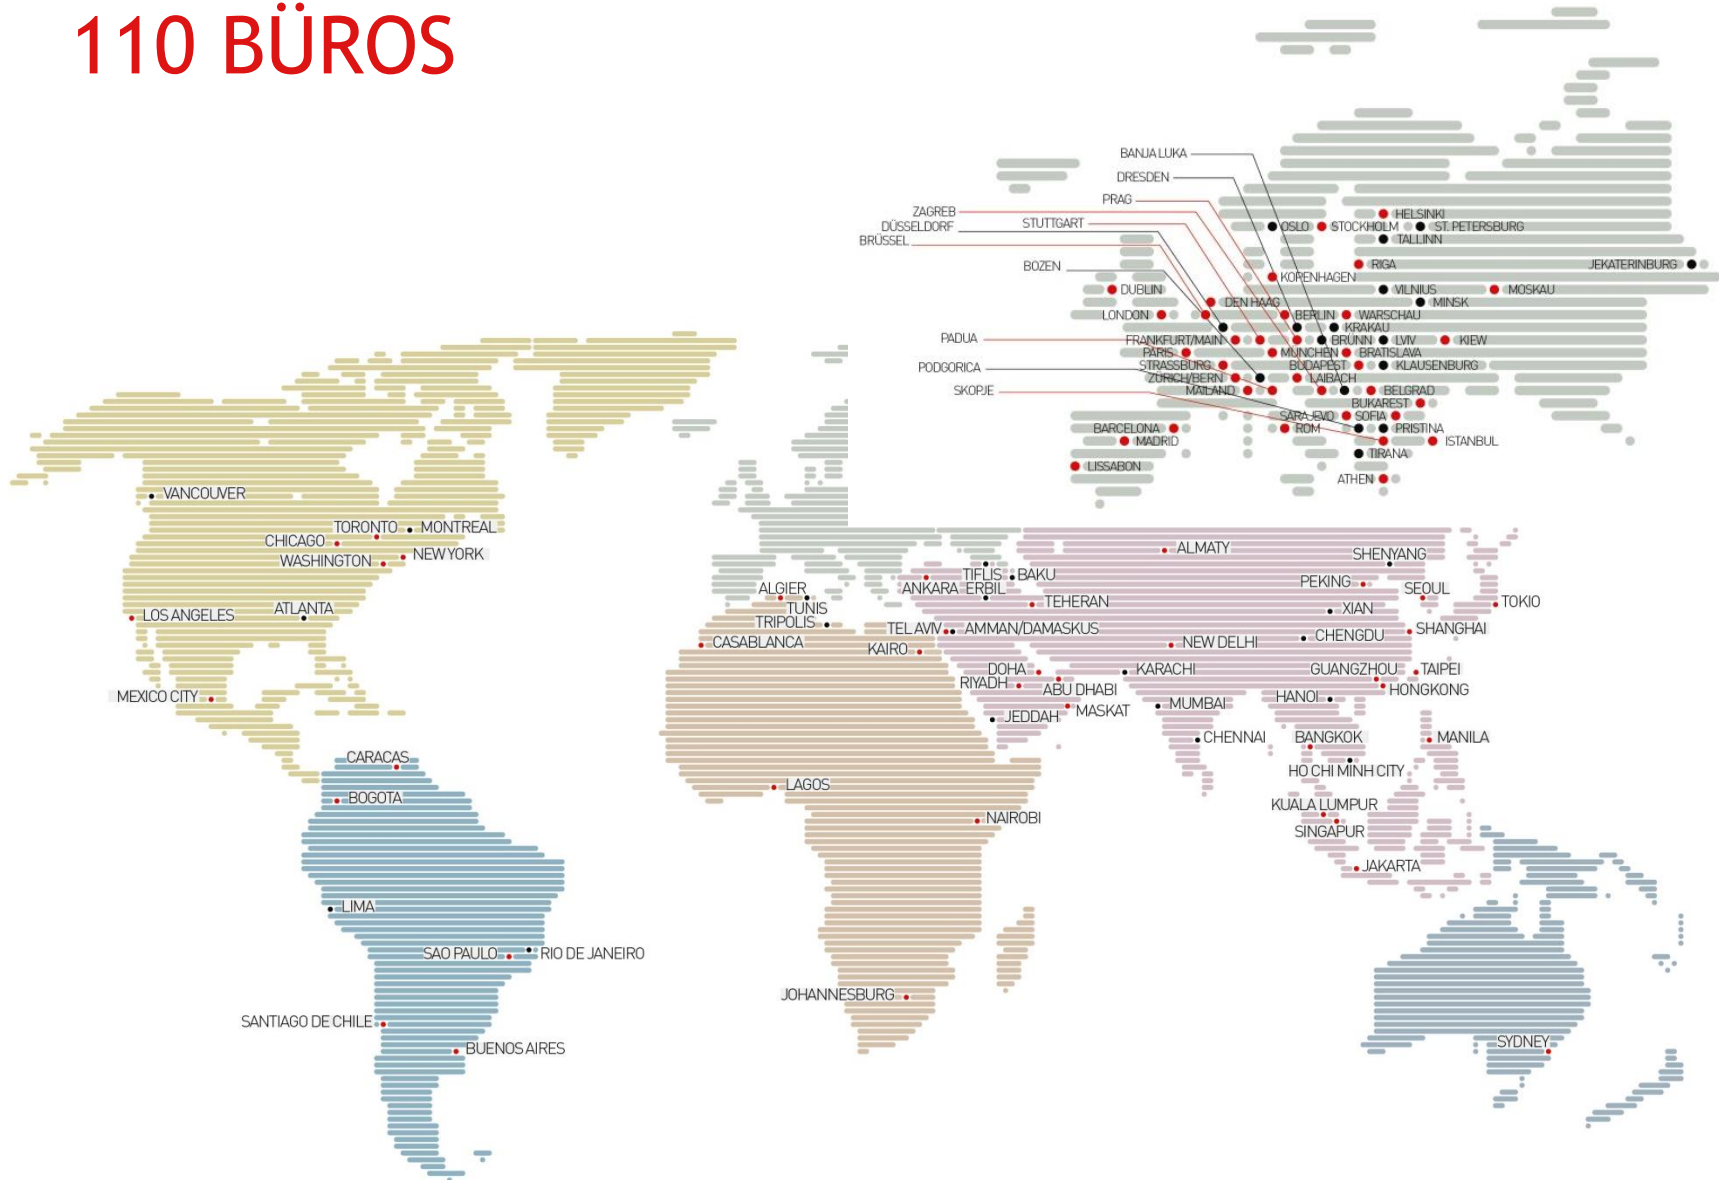 110 BÜROS
BANJA LUKA
DRESDEN
PRAG
ZAGREB
STUTTGART
HELSINKI
DÜSSELDORF
OSLO
STOCKHOLM
ST. PETERSBURG
BRÜSSEL
TALLINN
BOZEN
RIGA
JEKATERINBURG
KOPENHAGEN
DUBLIN
VILNIUS
MOSKAU
DEN HAAG
MINSK
LONDON
BERLIN
WARSCHAU
KRAKAU
PADUA
FRANKFURT/MAIN
BRÜNN
LVIV
KIEW
PARIS
MÜNCHEN
BRATISLAVA
PODGORICA
STRASSBURG
BUDAPEST
KLAUSENBURG
ZÜRICH/BERN
LAIBACH
SKOPJE
MAILAND
BELGRAD
BUKAREST
SARAJEVO
SOFIA
BARCELONA
ROM
PRISTINA
MADRID
ISTANBUL
TIRANA
LISSABON
ATHEN
VANCOUVER
TORONTO
MONTREAL
CHICAGO
WASHINGTON
NEW YORK
LOS ANGELES
ATLANTA
MEXICO CITY
CARACAS
BOGOTA
LIMA
SAO PAULO
RIO DE JANEIRO
SANTIAGO DE CHILE
BUENOS AIRES
ALGIER
TUNIS
TRIPOLIS
CASABLANCA
KAIRO
LAGOS
NAIROBI
JOHANNESBURG
ALMATY
SHENYANG
TIFLIS
BAKU
PEKING
ANKARA
ERBIL
SEOUL
TEHERAN
XIAN
TOKIO
TEL AVIV
AMMAN/DAMASKUS
CHENGDU
SHANGHAI
NEW DELHI
DOHA
KARACHI
GUANGZHOU
TAIPEI
RIYADH
ABU DHABI
HONGKONG
MASKAT
MUMBAI
HANOI
JEDDAH
CHENNAI
BANGKOK
MANILA
HO CHI MINH CITY
KUALA LUMPUR
SINGAPUR
JAKARTA
SYDNEY